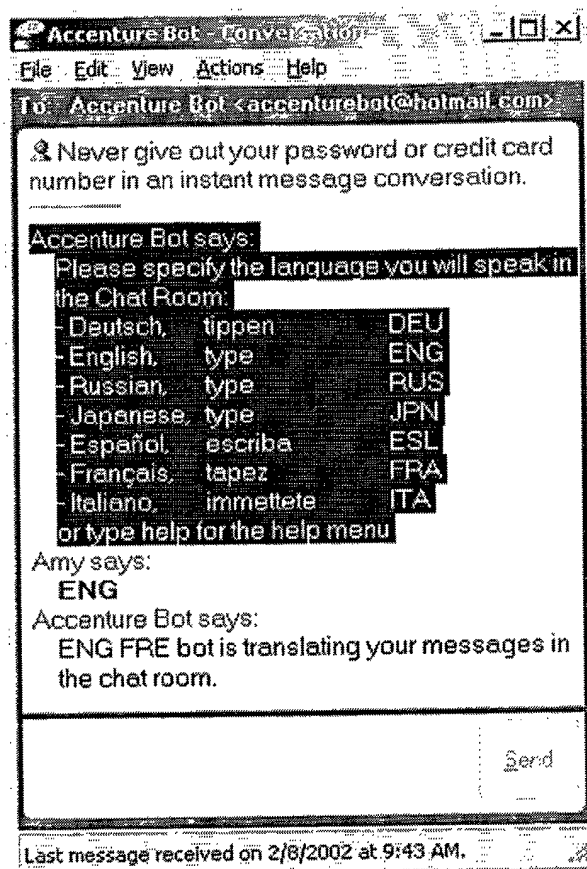 Accenture Bot - Conversation
File Edit View Actions Help
To: Accenture Bot <accenturebot@hotmail.com>
Never give out your password or credit card
number in an instant message conversation.
Accenture Bot says:
Please specify the language you will speak in
the Chat Room:
- Deutsch, tippen DEU
- English, type ENG
- Russian, type RUS
- Japanese, type JPN
- Español, escriba ESL
- Français, tapez FRA
- Italiano, immettete ITA
or type help for the help menu
Amy says:
ENG
Accenture Bot says:
ENG FRE bot is translating your messages in
the chat room.
Send
Last message received on 2/8/2002 at 9:43 AM.